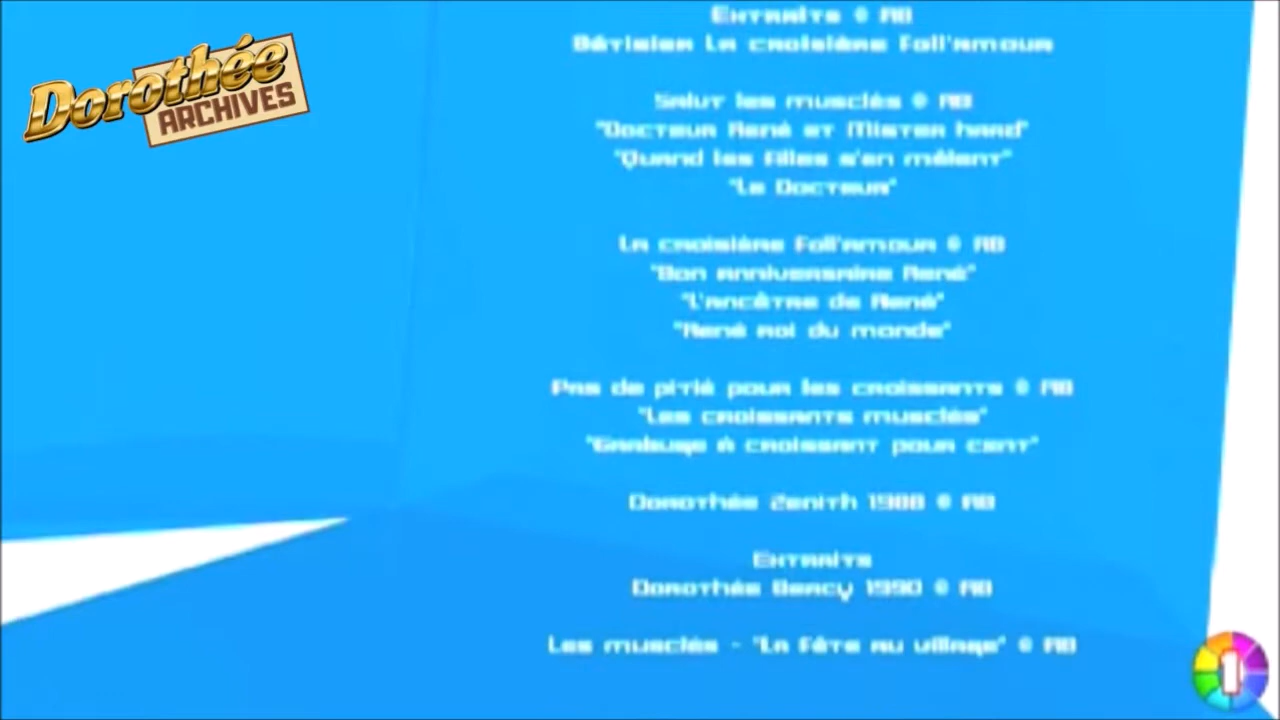 Dorothée
ARCHIVES
Extraits © AB
Bêtisier La croisière Foll'amour
Salut les musclés © AB
"Docteur René et Mister hard"
"Quand les filles s'en mêlent"
"Le Docteur"
La croisière Foll'amour © AB
"Bon anniversaire René"
"L'ancêtre de René"
"René roi du monde"
Pas de pitié pour les croissants © AB
"Les croissants musclés"
"Garbuge à croissant pour cent"
Dorothée Zenith 1988 © AB
Extraits
Dorothée Bercy 1990 © AB
Les musclés - "La fête au village" © AB